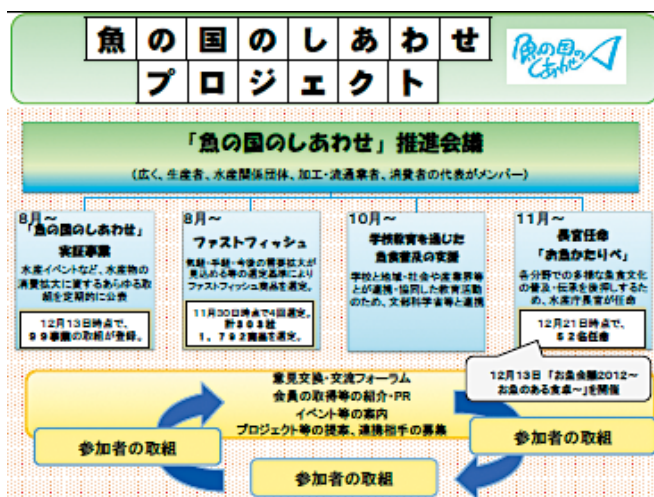 魚の国のしあわせ
プロジェクト
魚の国の
しあわせ
「魚の国のしあわせ」推進会議
(広く、生産者、水産関係団体、加工・流通業者、消費者の代表がメンバー)
8月～
「魚の国のしあわせ」
実証事業
水産イベントなど、水産物の
消費拡大に資するあらゆる取
組を定期的に公表
12月13日時点で、
99事業の取組が登録。
8月～
ファストフィッシュ
気軽・手軽・今後の需要拡大が
見込める等の選定基準により
ファストフィッシュ商品を選定。
11月30日時点で4回選定。
計303社
1,792商品を選定。
10月～
学校教育を通じた
魚食普及の支援
学校と地域・社会や産業界等
とが連携・協同した教育活動
のため、文部科学省等と連携
11月～
長官任命
「お魚かたりべ」
各分野での多様な魚食文化
の普及・伝承を後押しするた
め、水産庁長官が任命
12月21日時点で、
52名任命
12月13日「お魚会議2012～
お魚のある食卓～」を開催
意見交換・交流フォーラム
会員の取得等の紹介・PR
イベント等の案内
プロジェクト等の提案、連携相手の募集
参加者の取組
参加者の取組
参加者の取組